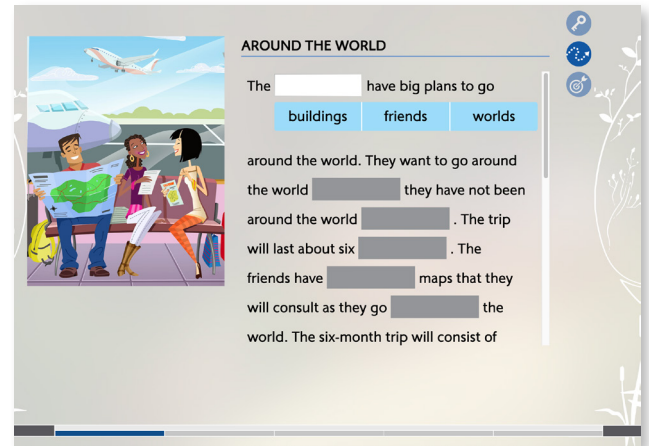 AROUND THE WORLD
The have big plans to go
buildings friends worlds
around the world. They want to go around
the world they have not been
around the world . The trip
will last about six . The
friends have maps that they
will consult as they go the
world. The six-month trip will consist of